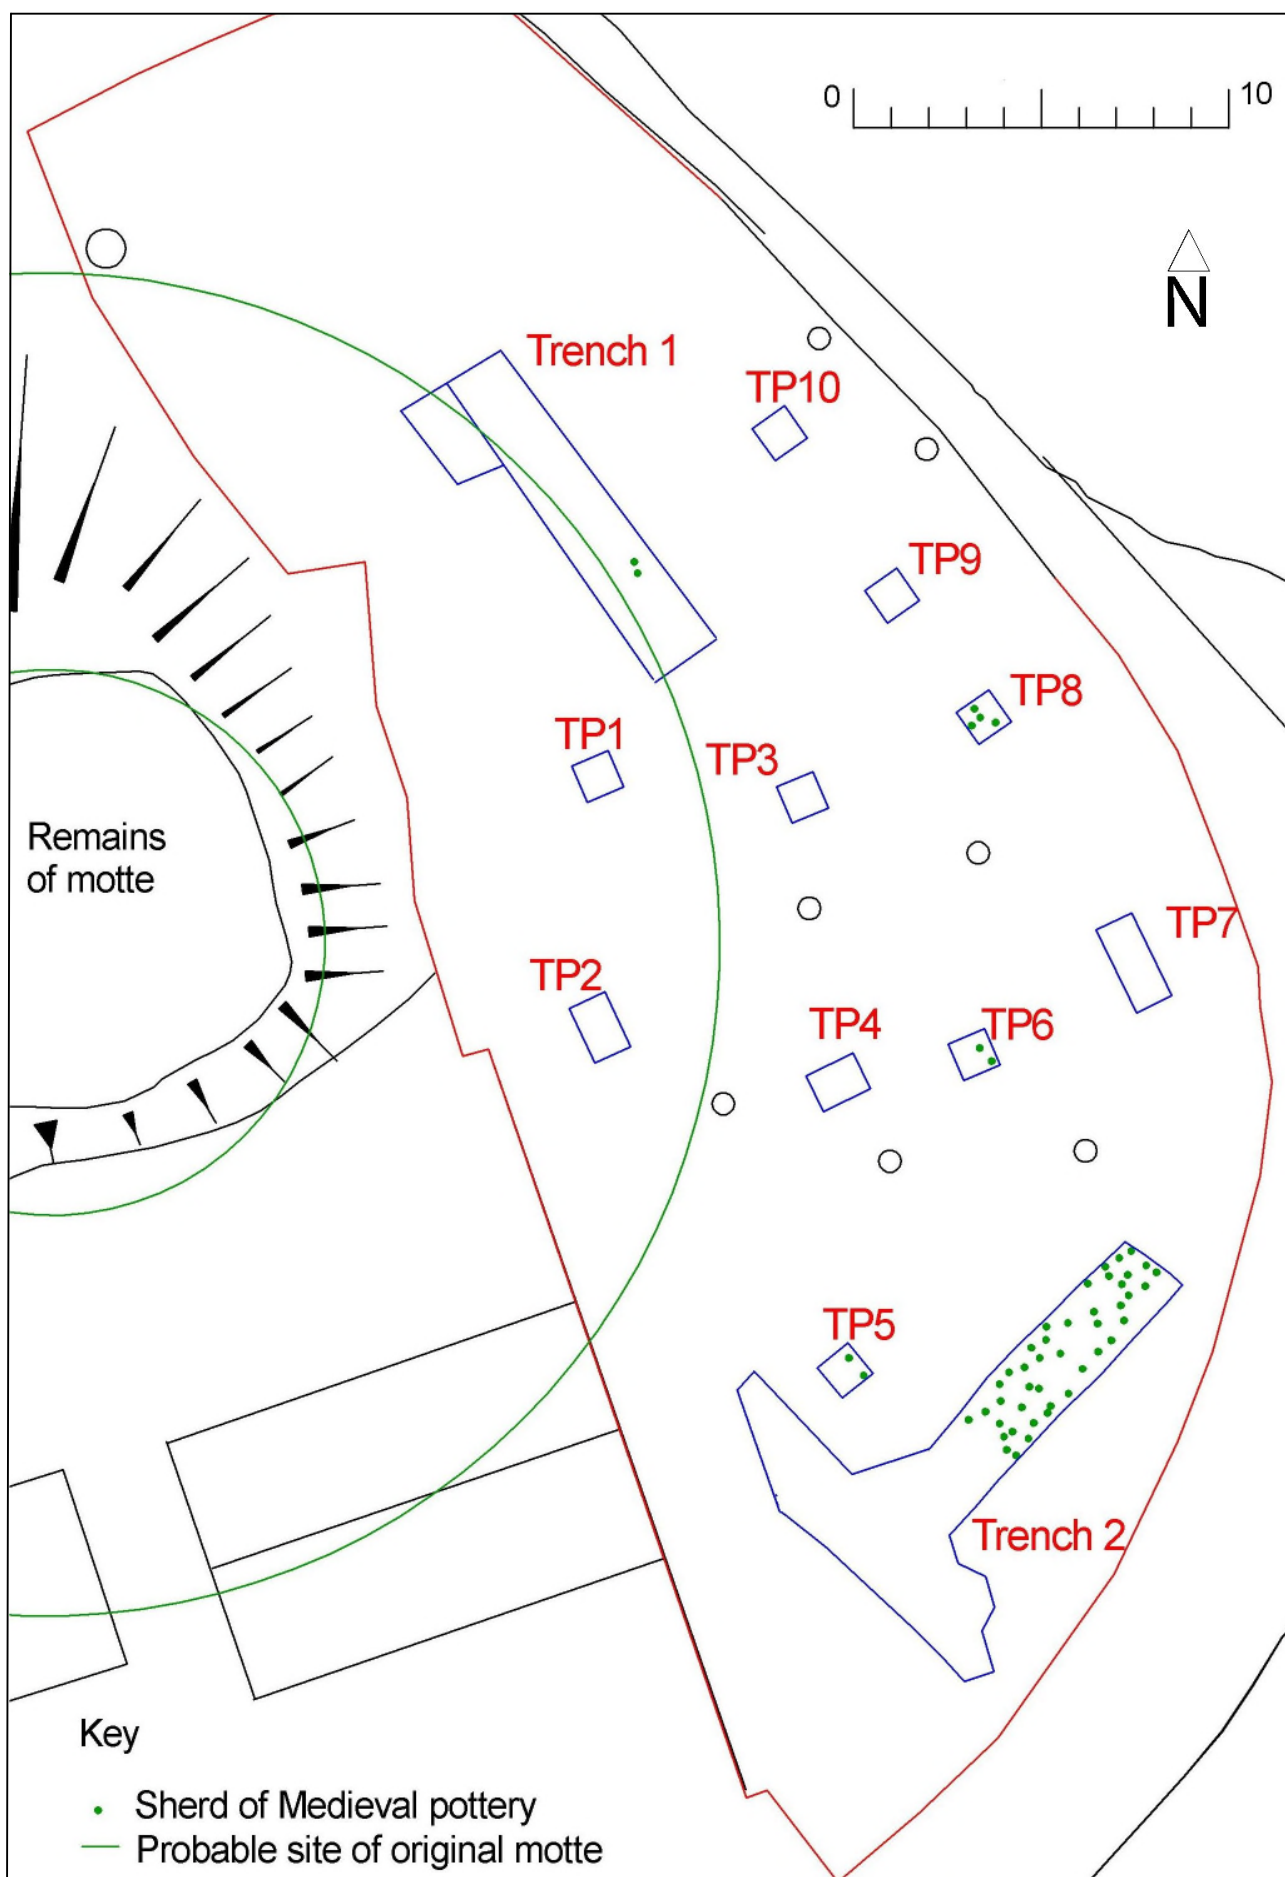 0
10
N
Trench 1
TP10
TP9
TP8
TP1
TP3
Remains
of motte
TP7
TP2
TP4
TP6
TP5
Trench 2
Key
Sherd of Medieval pottery
Probable site of original motte